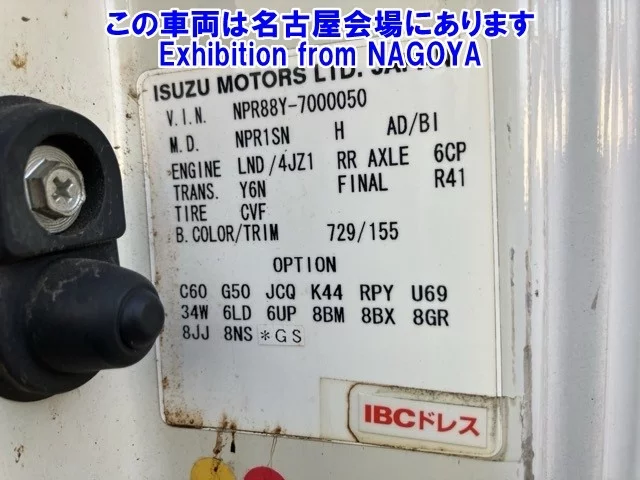 この車両は名古屋会場にあります
Exhibition from NAGOYA
ISUZU MOTORS LTD. JAPAN
V.I.N. NPR88Y-7000050
M.D. NPR1SN H AD/BI
ENGINE LND/4JZ1 RR AXLE 6CP
TRANS. Y6N FINAL R41
TIRE CVF
B.COLOR/TRIM 729/155
OPTION
C60 G50 JCQ K44 RPY U69
34W 6LD 6UP 8BM 8BX 8GR
8JJ 8NS *GS
IBCドレス